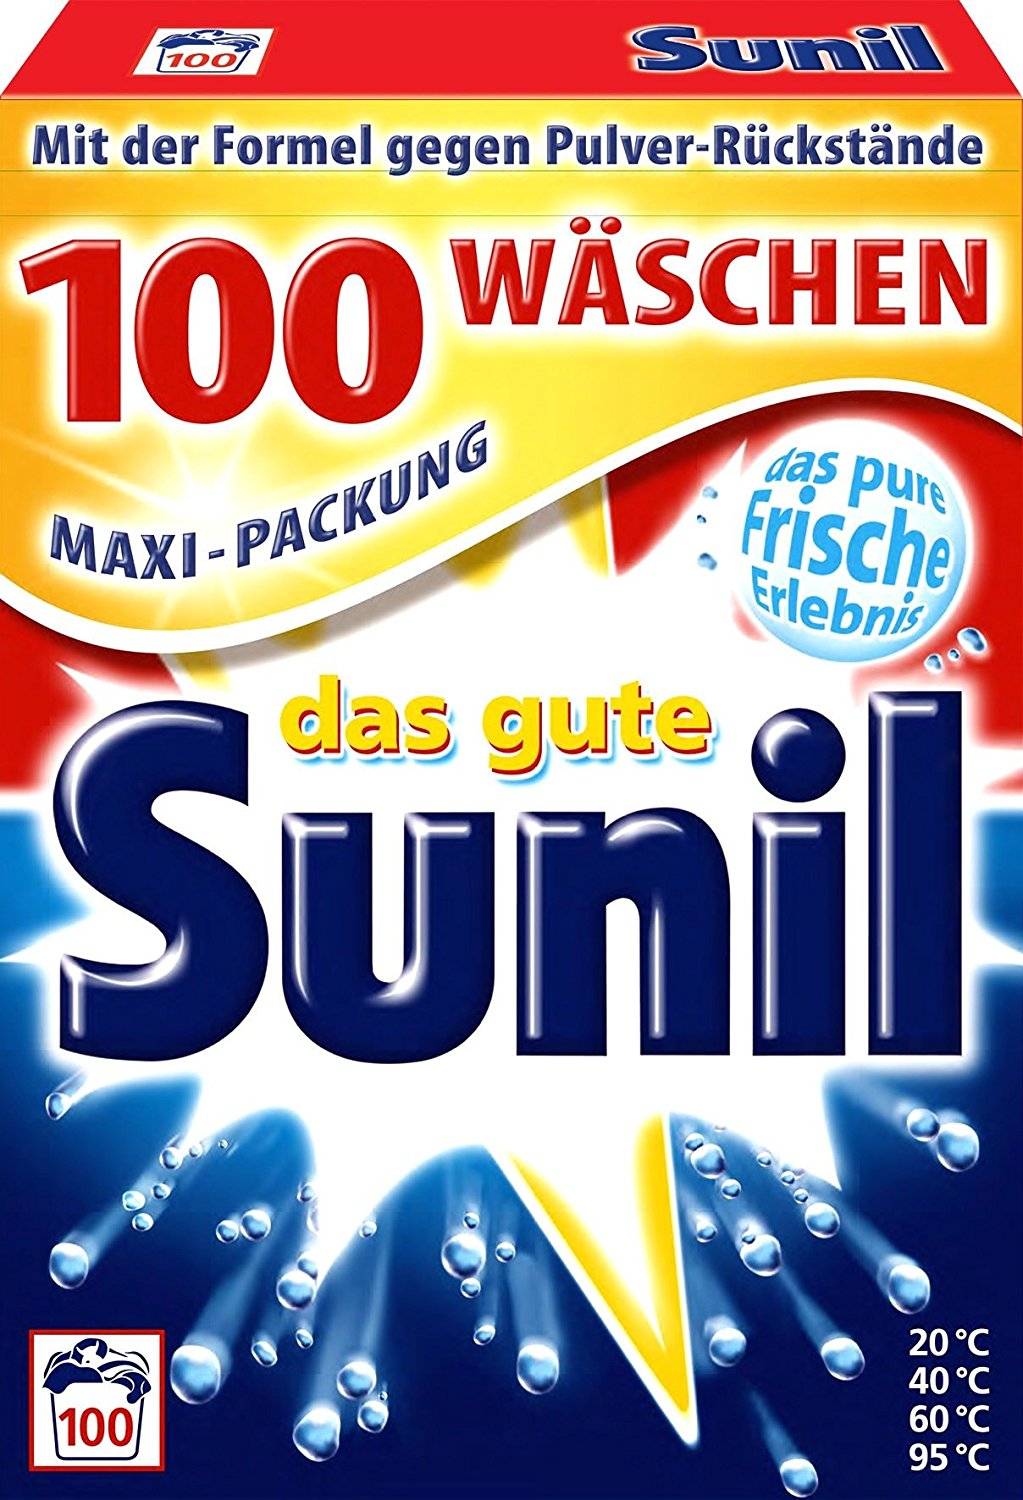 100
Sunil
Mit der Formel gegen Pulver-Rückstände
100 WÄSCHEN
MAXI-PACKUNG
das pure
Frische
Erlebnis
das gute
Sunil
100
20 °C
40 °C
60 °C
95 °C